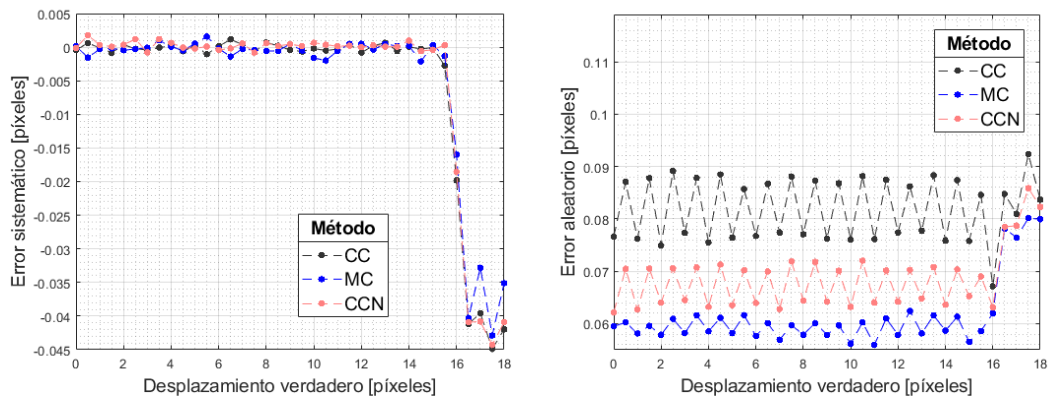 0.005
0
-0.005
-0.01
-0.015
-0.02
-0.025
-0.03
-0.035
-0.04
-0.045
Error sistemático [píxeles]
Método
CC
MC
CCN
0 2 4 6 8 10 12 14 16 18
Desplazamiento verdadero [píxeles]
0.11
0.1
0.09
0.08
0.07
0.06
Error aleatorio [píxeles]
Método
CC
MC
CCN
0 2 4 6 8 10 12 14 16 18
Desplazamiento verdadero [píxeles]